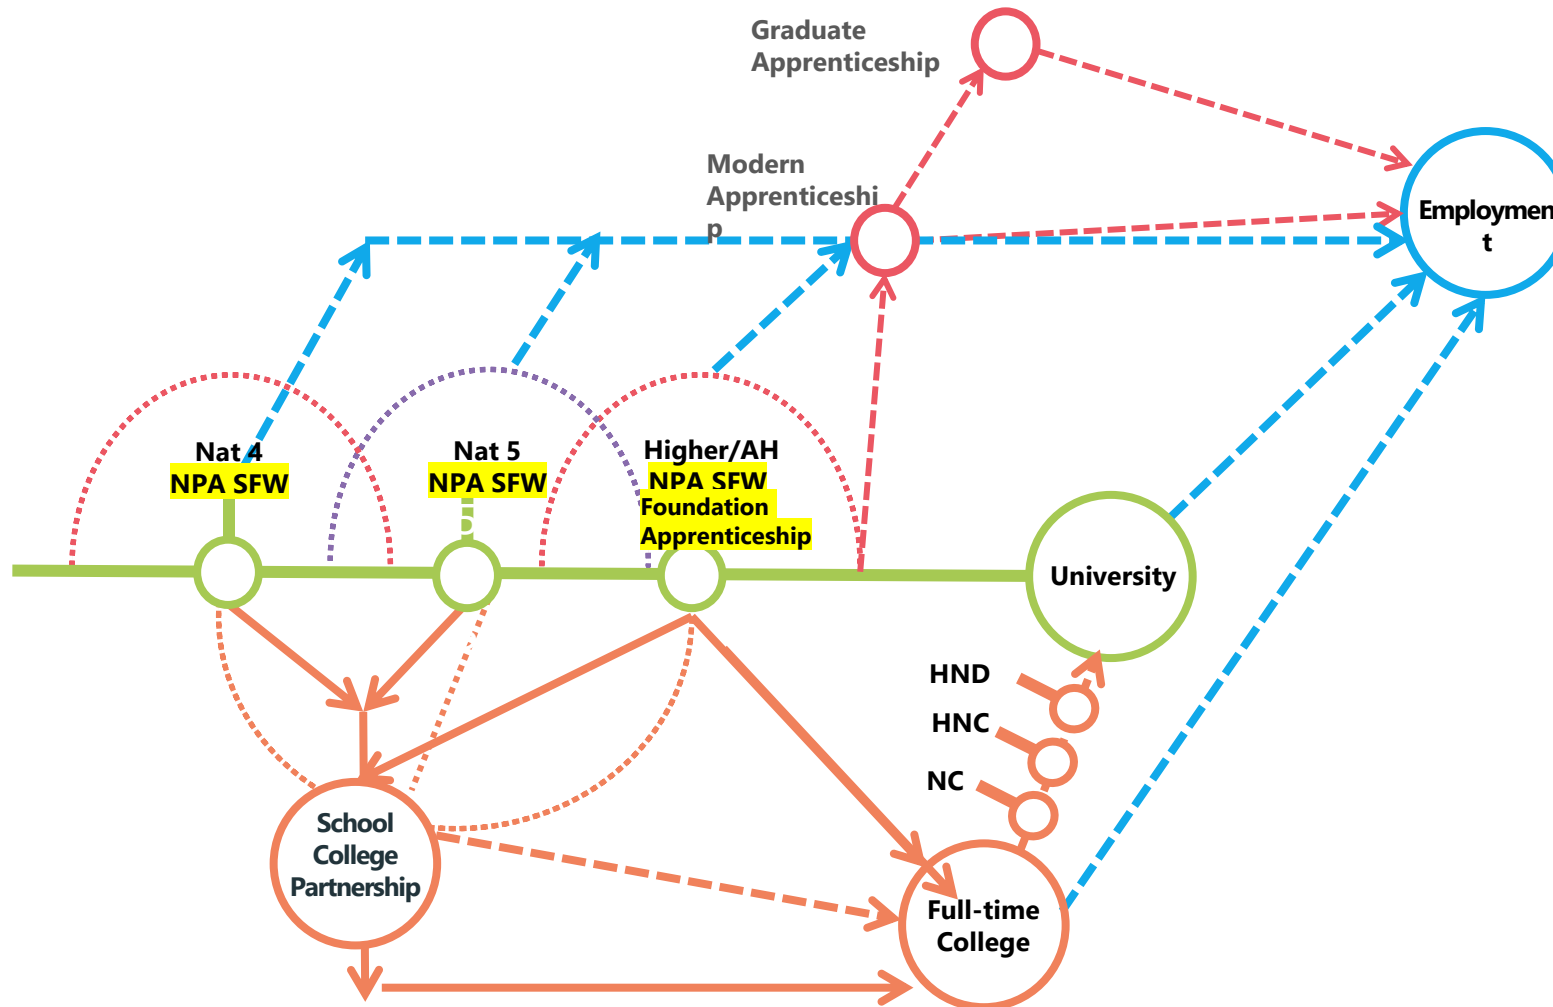 Graduate
Apprenticeship
Modern
Apprenticeshi
p
Employmen
t
Nat 4
NPA SFW
Nat 5
NPA SFW
Higher/AH
NPA SFW
Foundation
Apprenticeship
University
HND
HNC
NC
School
College
Partnership
Full-time
College